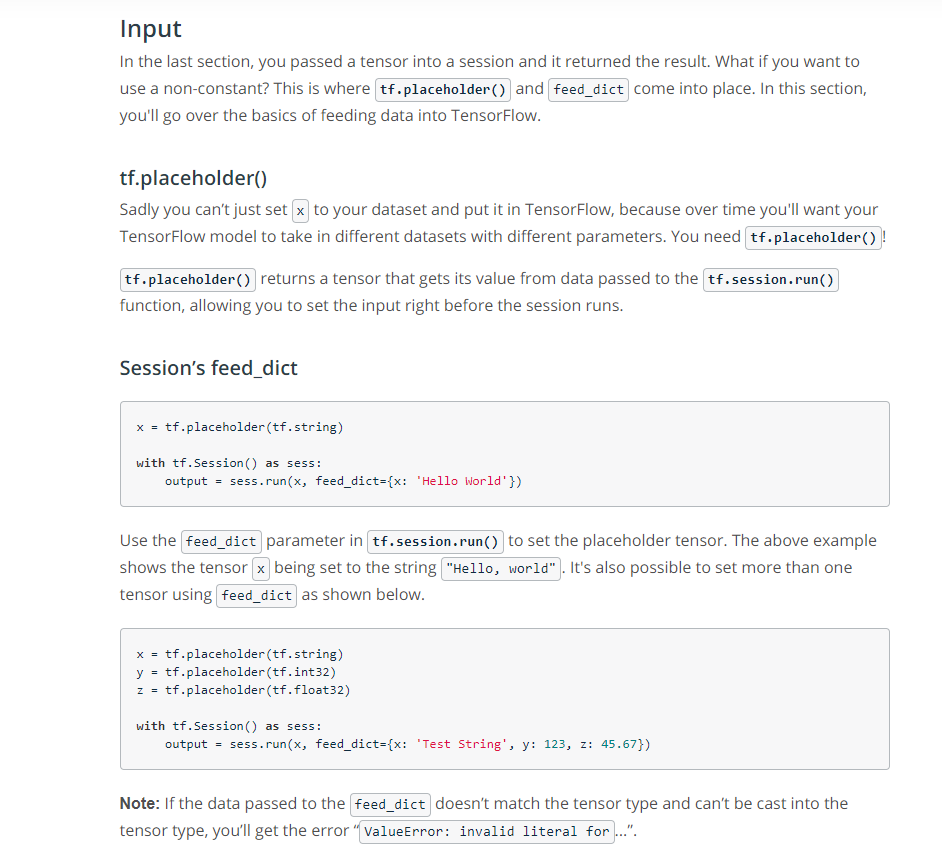 Input
In the last section, you passed a tensor into a session and it returned the result. What if you want to
use a non-constant? This is where tf.placeholder() and feed_dict come into place. In this section,
you'll go over the basics of feeding data into TensorFlow.
tf.placeholder()
Sadly you can’t just set x to your dataset and put it in TensorFlow, because over time you'll want your
TensorFlow model to take in different datasets with different parameters. You need tf.placeholder()!
tf.placeholder() returns a tensor that gets its value from data passed to the tf.session.run()
function, allowing you to set the input right before the session runs.
Session’s feed_dict
x = tf.placeholder(tf.string)
with tf.Session() as sess:
    output = sess.run(x, feed_dict={x: 'Hello World'})
Use the feed_dict parameter in tf.session.run() to set the placeholder tensor. The above example
shows the tensor x being set to the string "Hello, world". It's also possible to set more than one
tensor using feed_dict as shown below.
x = tf.placeholder(tf.string)
y = tf.placeholder(tf.int32)
z = tf.placeholder(tf.float32)
with tf.Session() as sess:
    output = sess.run(x, feed_dict={x: 'Test String', y: 123, z: 45.67})
Note: If the data passed to the feed_dict doesn’t match the tensor type and can’t be cast into the
tensor type, you’ll get the error “ValueError: invalid literal for...”.